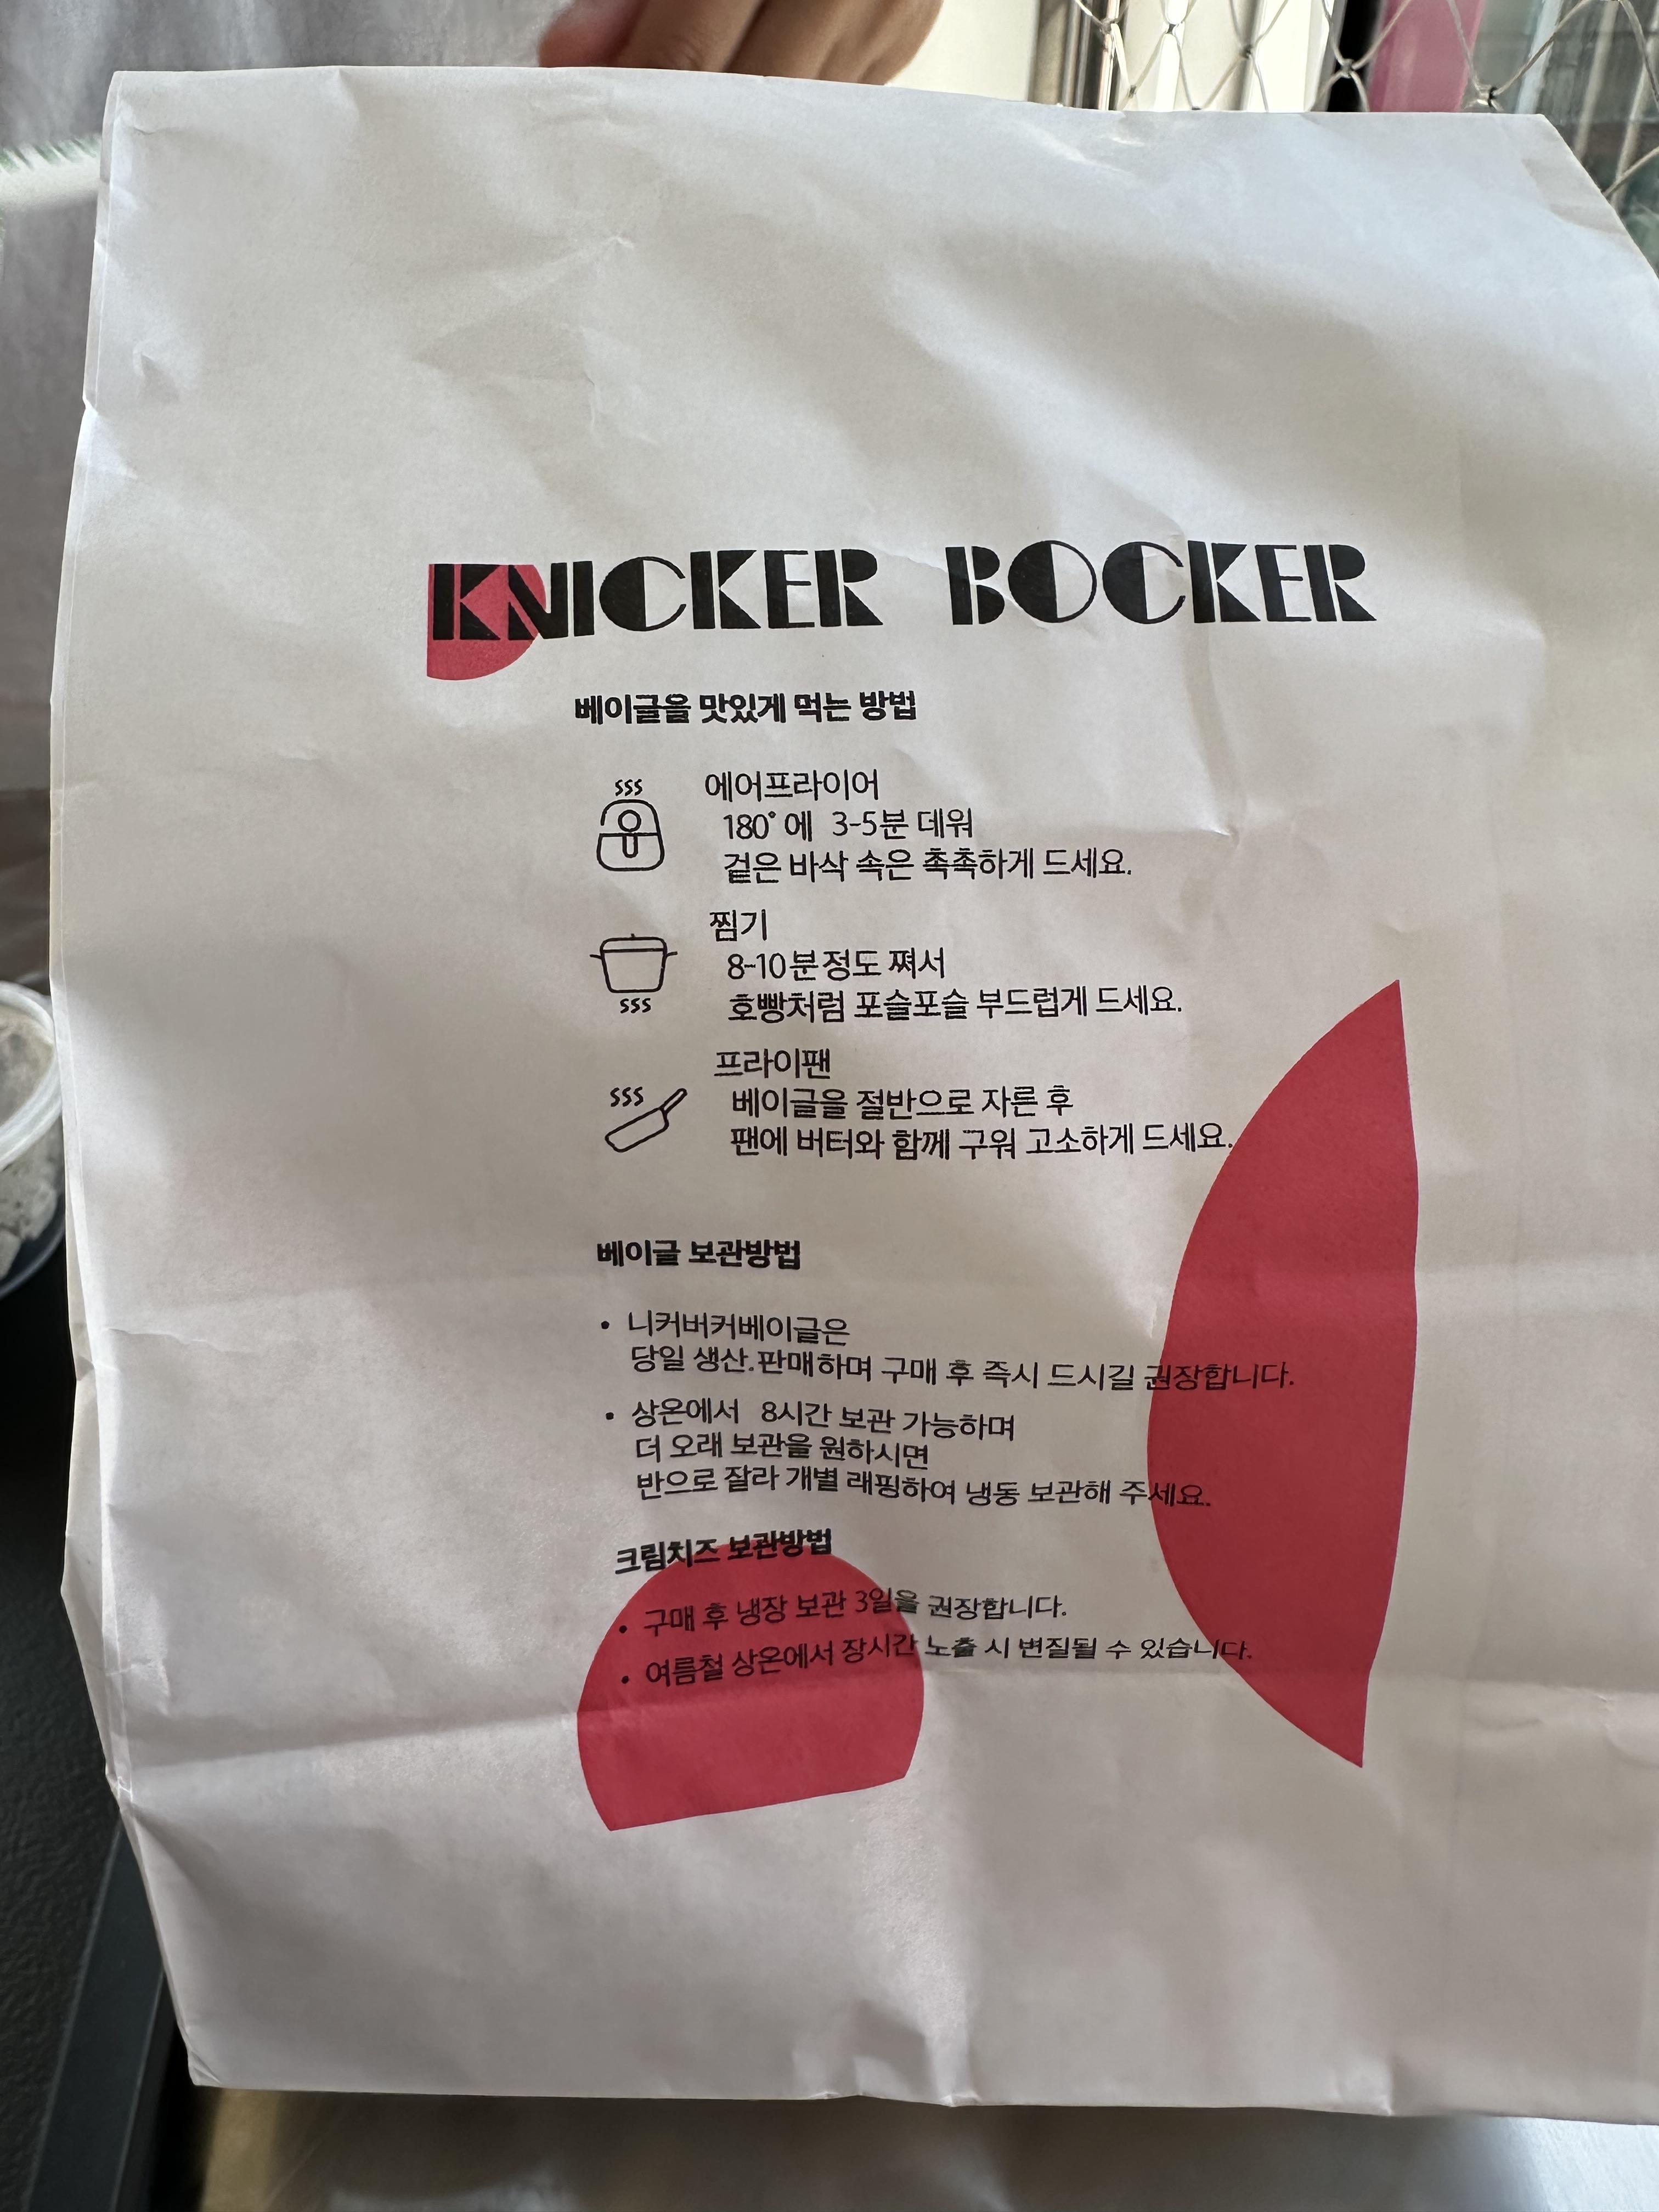 KNICKER BOCKER
베이글을 맛있게 먹는 방법
에어프라이어
180˚에 3-5분 데워
겉은 바삭 속은 촉촉하게 드세요.
찜기
8-10분정도 쪄서
호빵처럼 포슬포슬 부드럽게 드세요.
프라이팬
베이글을 절반으로 자른 후
팬에 버터와 함께 구워 고소하게 드세요.
베이글 보관방법
• 니커버커베이글은
당일 생산.판매하며 구매 후 즉시 드시길 권장합니다.
• 상온에서 8시간 보관 가능하며
더 오래 보관을 원하시면
반으로 잘라 개별 래핑하여 냉동 보관해 주세요.
크림치즈 보관방법
• 구매 후 냉장 보관 3일을 권장합니다.
• 여름철 상온에서 장시간 노출 시 변질될 수 있습니다.